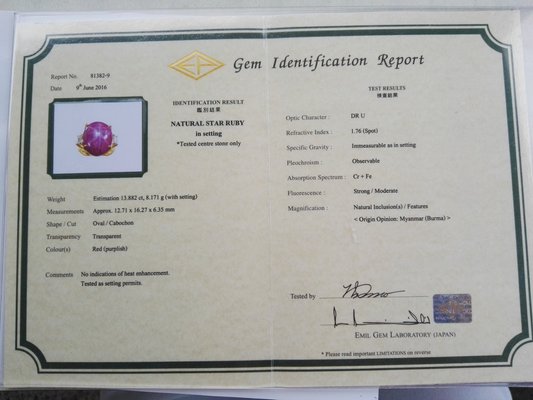 Gem Identification Report
Report No. 81382-9
Date 9th June 2016
IDENTIFICATION RESULT
鑑別結果
NATURAL STAR RUBY
in setting
*Tested centre stone only
Weight Estimation 13.882 ct, 8.171 g (with setting)
Measurements Approx. 12.71 x 16.27 x 6.35 mm
Shape / Cut Oval / Cabochon
Transparency Transparent
Colour(s) Red (purplish)
Comments No indications of heat enhancement.
Tested as setting permits.
TEST RESULTS
検査結果
Optic Character : DR U
Refractive Index : 1.76 (Spot)
Specific Gravity : Immeasurable as in setting
Pleochroism : Observable
Absorption Spectrum : Cr + Fe
Fluorescence : Strong / Moderate
Magnification : Natural Inclusion(s) / Features
< Origin Opinion: Myanmar (Burma) >
Tested by
EMIL GEM LABORATORY (JAPAN)
* Please read important LIMITATIONS on reverse